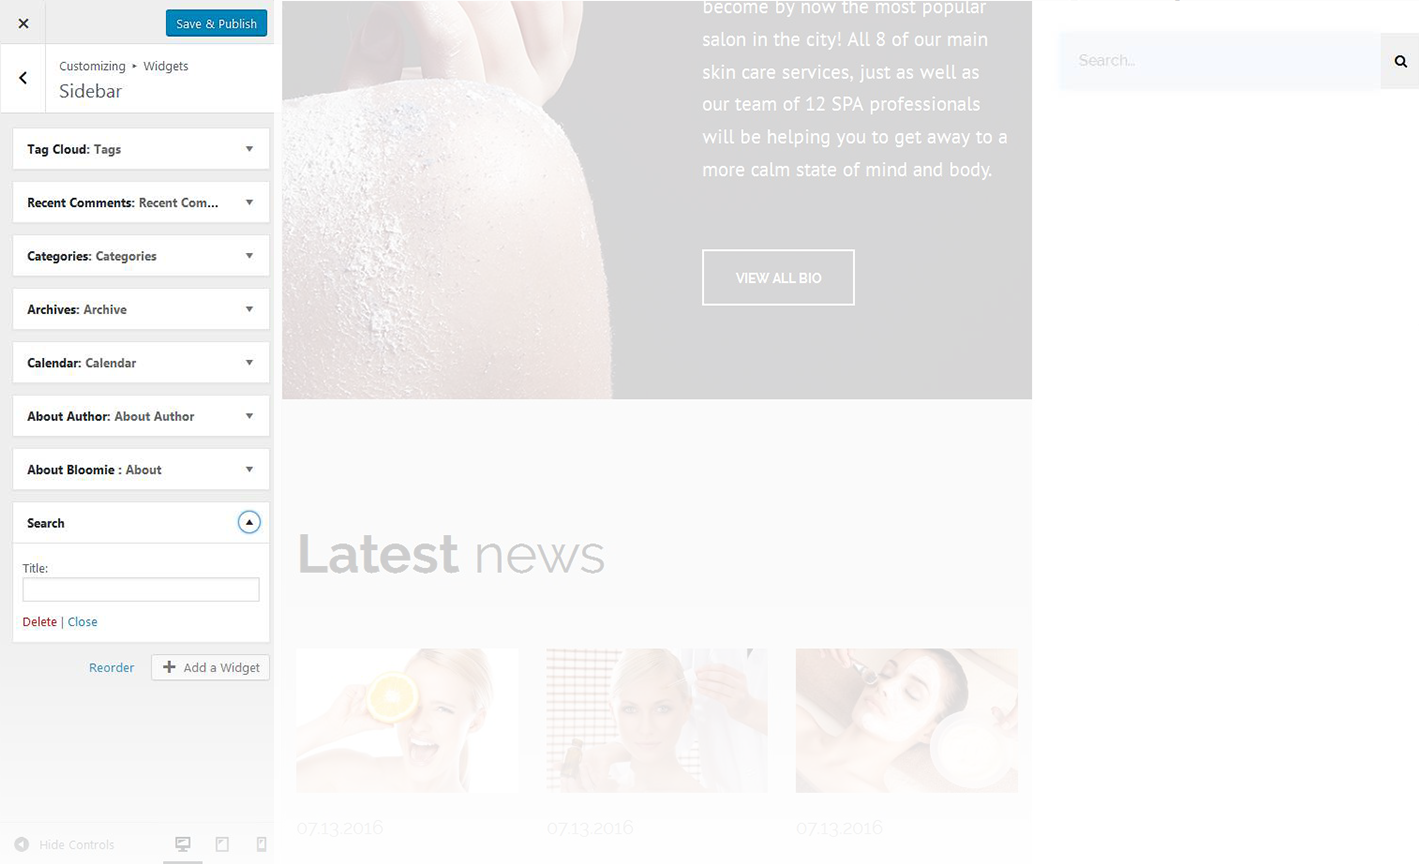 Save & Publish
Customizing ▸ Widgets
Sidebar
Tag Cloud: Tags
Recent Comments: Recent Com...
Categories: Categories
Archives: Archive
Calendar: Calendar
About Author: About Author
About Bloomie : About
Search
Title:
Delete | Close
Reorder
Add a Widget
Hide Controls
become by now the most popular
salon in the city! All 8 of our main
skin care services, just as well as
our team of 12 SPA professionals
will be helping you to get away to a
more calm state of mind and body.
VIEW ALL BIO
Latest news
07.13.2016
07.13.2016
07.13.2016
Search...